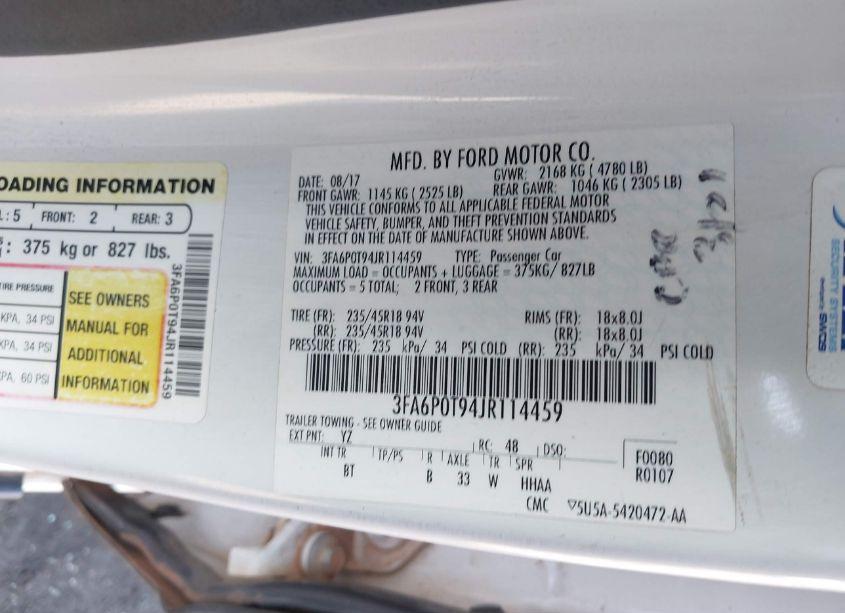 OADING INFORMATION
L: 5 FRONT: 2 REAR: 3
: 375 kg or 827 lbs.
TIRE PRESSURE
KPA, 34 PSI
KPA, 34 PSI
KPA, 60 PSI
SEE OWNERS
MANUAL FOR
ADDITIONAL
INFORMATION
3FA6P0T94JR114459
MFD. BY FORD MOTOR CO.
DATE: 08/17 GVWR: 2168 KG ( 4780 LB)
FRONT GAWR: 1145 KG ( 2525 LB) REAR GAWR: 1046 KG ( 2305 LB)
THIS VEHICLE CONFORMS TO ALL APPLICABLE FEDERAL MOTOR
VEHICLE SAFETY, BUMPER, AND THEFT PREVENTION STANDARDS
IN EFFECT ON THE DATE OF MANUFACTURE SHOWN ABOVE.
VIN: 3FA6P0T94JR114459 TYPE: Passenger Car
MAXIMUM LOAD = OCCUPANTS + LUGGAGE = 375KG/ 827LB
OCCUPANTS = 5 TOTAL; 2 FRONT, 3 REAR
TIRE (FR): 235/45R18 94V RIMS (FR): 18x8.0J
(RR): 235/45R18 94V (RR): 18x8.0J
PRESSURE (FR): 235 kPa/ 34 PSI COLD (RR): 235 kPa/ 34 PSI COLD
3FA6P0T94JR114459
TRAILER TOWING - SEE OWNER GUIDE
EXT PNT: YZ RC: 48 DSO: F0080
INT TR TP/PS R AXLE TR SPR R0107
BT B 33 W HHAA
CMC ▽5U5A-5420472-AA
SECURITY SYSTEMS